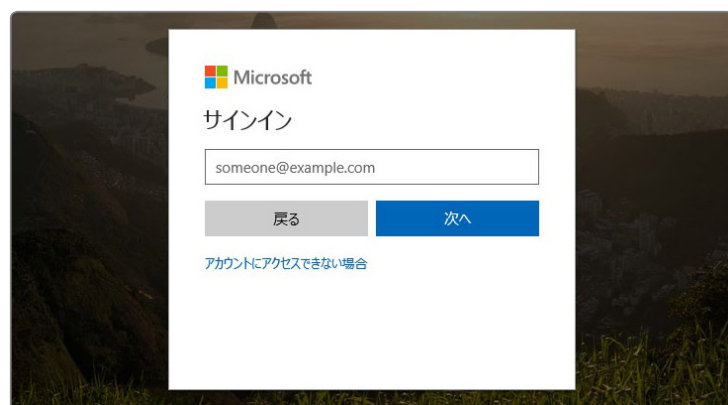 Microsoft
サインイン
someone@example.com
戻る
次へ
アカウントにアクセスできない場合